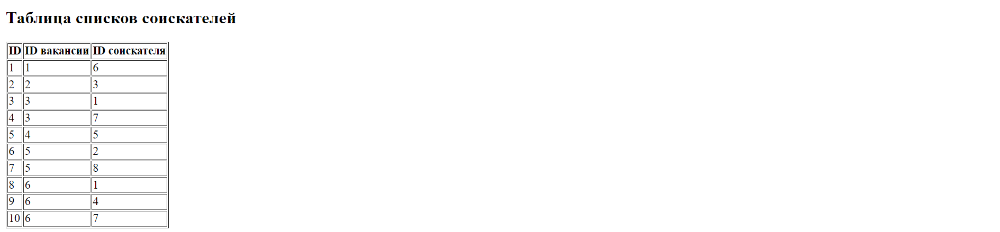 Таблица списков соискателей
ID ID вакансии ID соискателя
1 1 6
2 2 3
3 3 1
4 3 7
5 4 5
6 5 2
7 5 8
8 6 1
9 6 4
10 6 7